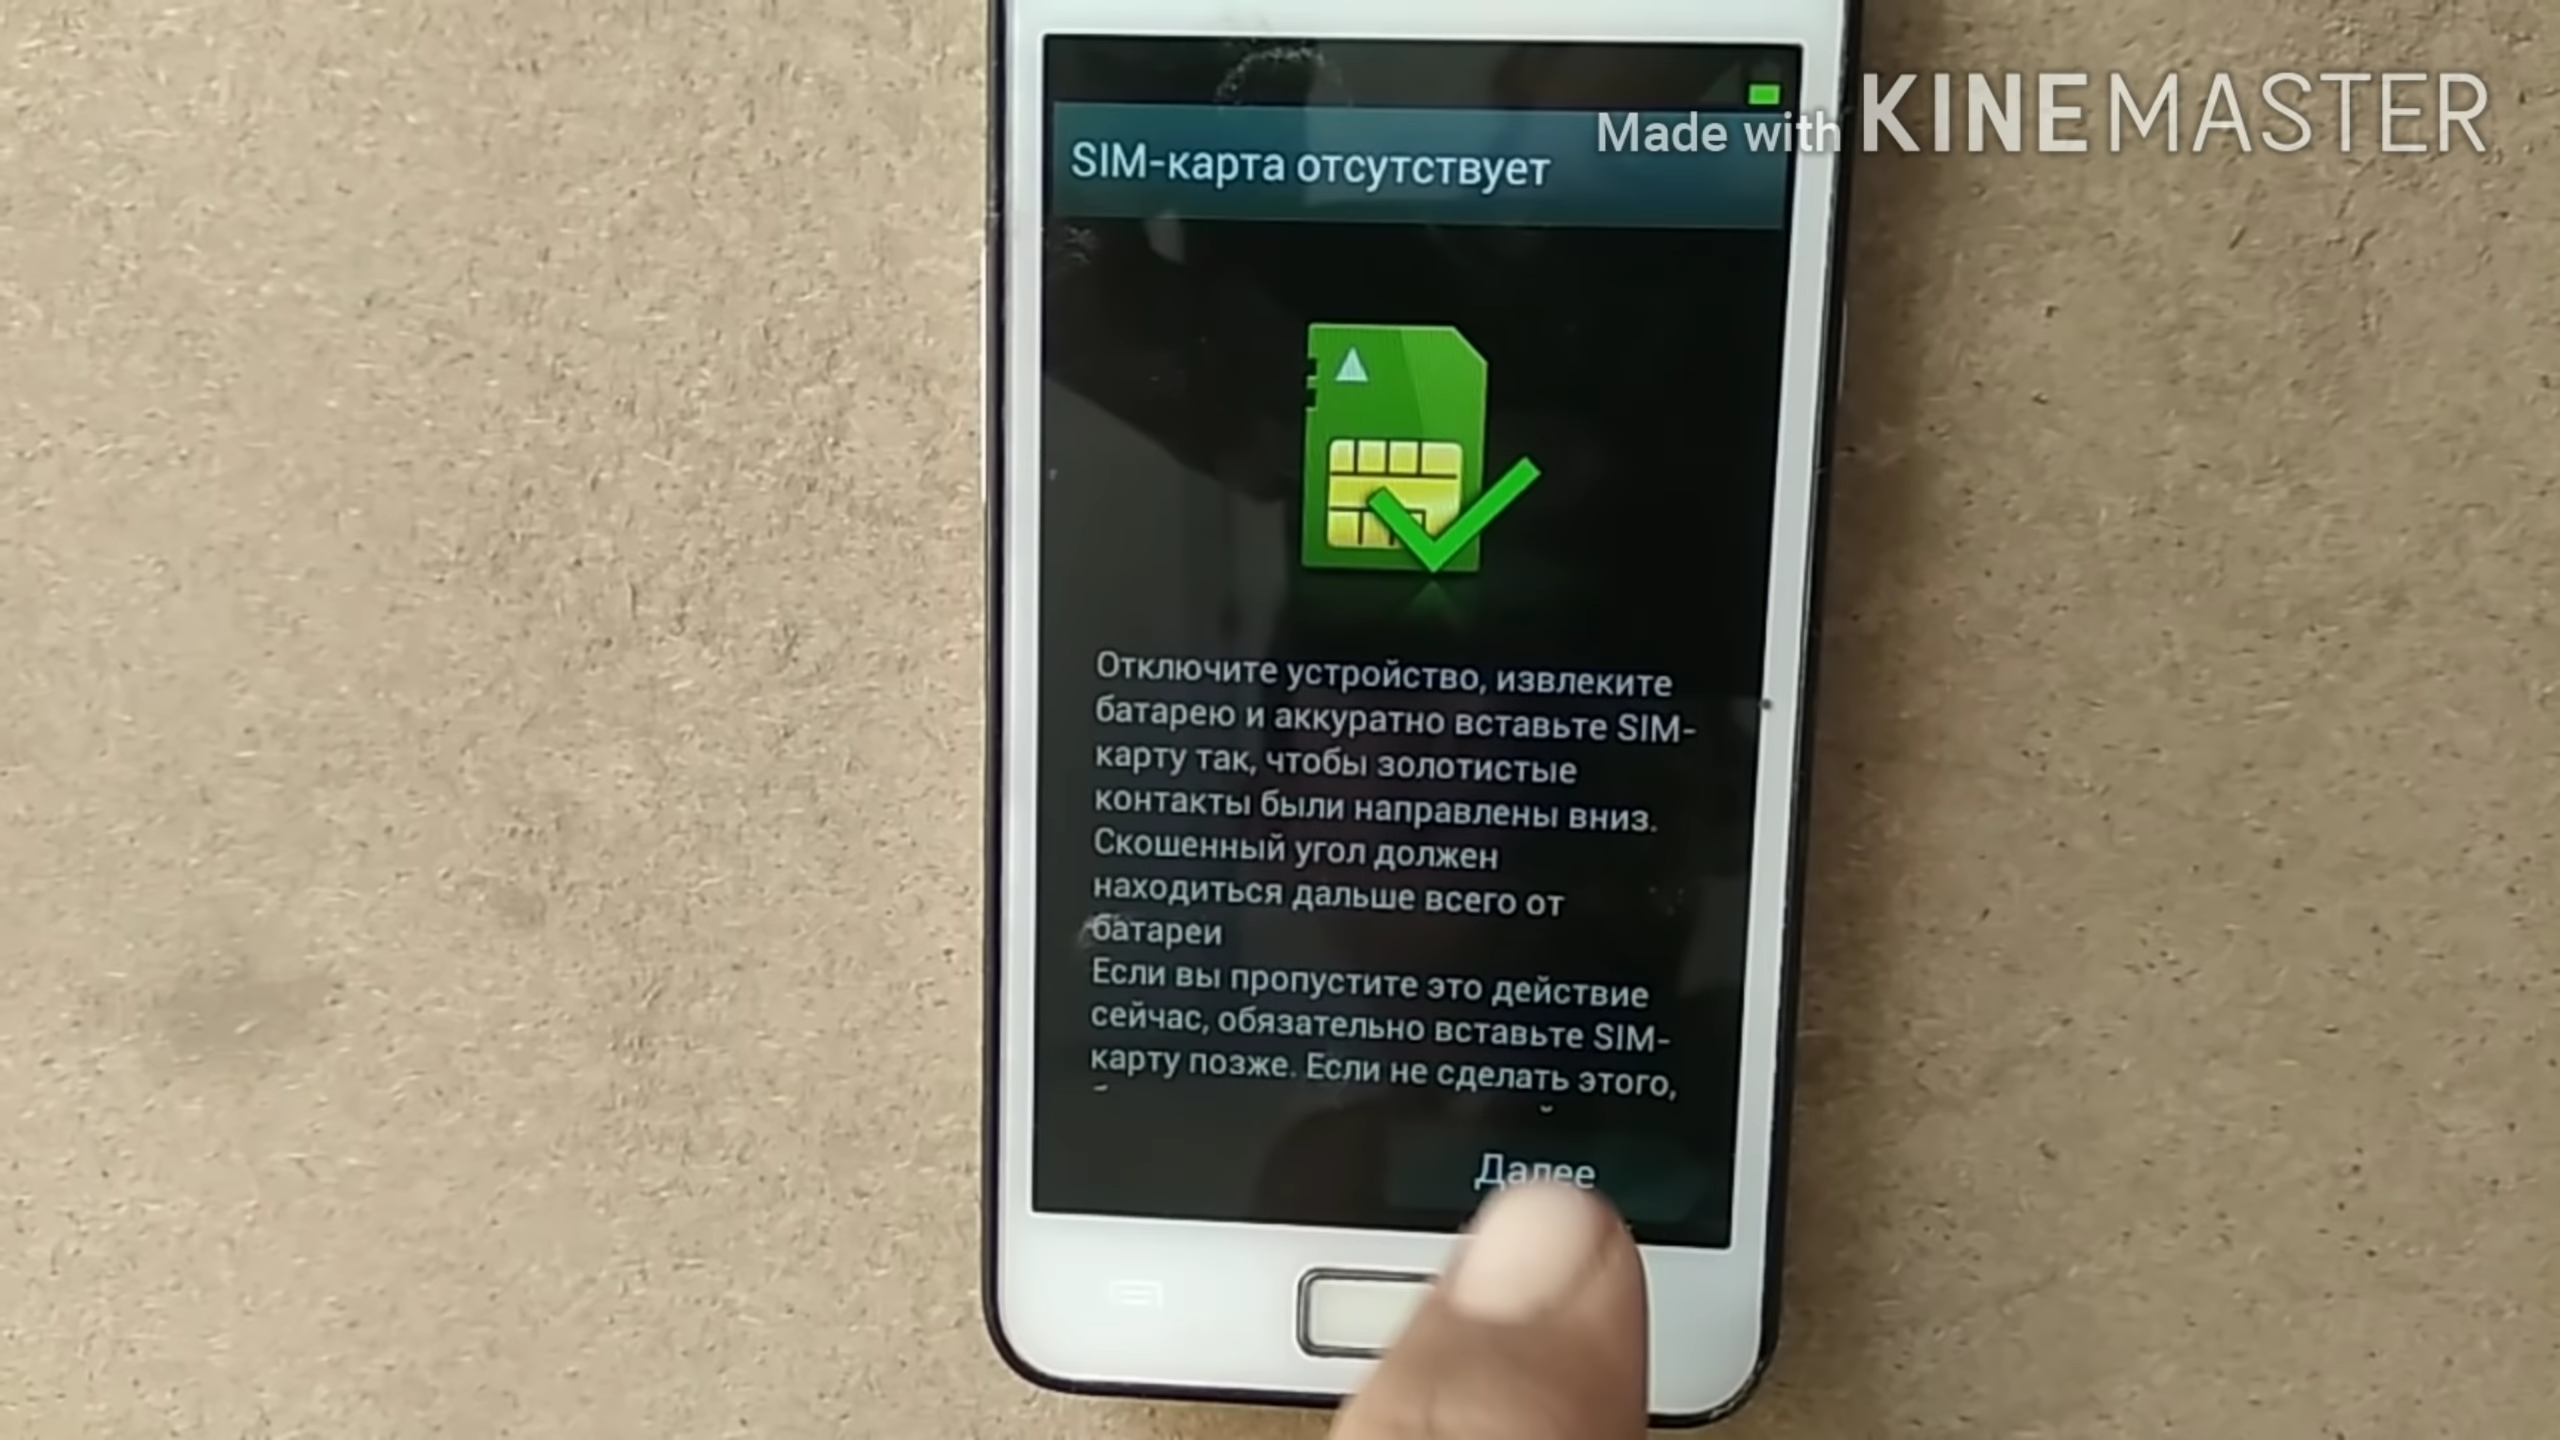 Made with KINEMASTER
SIM-карта отсутствует
Отключите устройство, извлеките
батарею и аккуратно вставьте SIM-
карту так, чтобы золотистые
контакты были направлены вниз.
Скошенный угол должен
находиться дальше всего от
батареи
Если вы пропустите это действие
сейчас, обязательно вставьте SIM-
карту позже. Если не сделать этого,
Далее